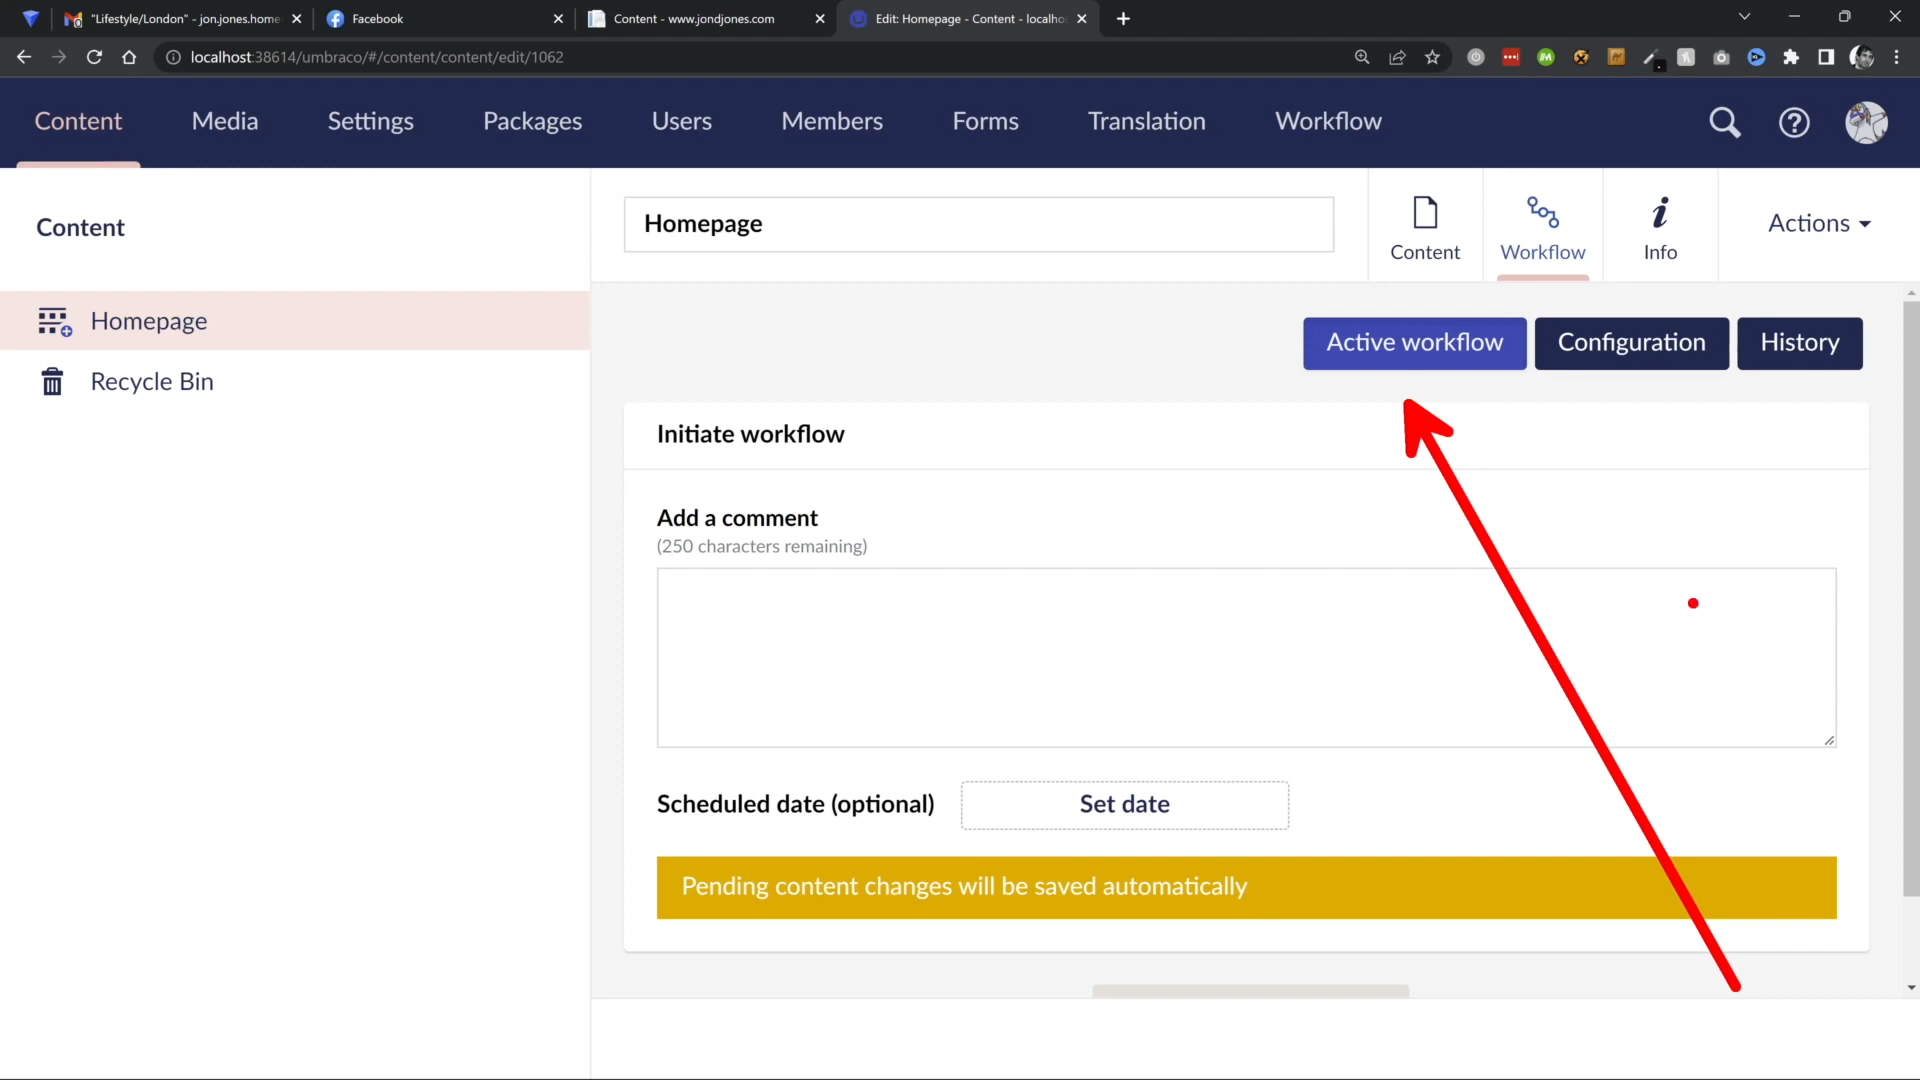 "Lifestyle/London" - jon.jones.home
Facebook
Content - www.jondjones.com
Edit: Homepage - Content - localho
localhost:38614/umbraco/#/content/content/edit/1062
Content
Media
Settings
Packages
Users
Members
Forms
Translation
Workflow
Content
Homepage
Recycle Bin
Homepage
Content
Workflow
Info
Actions
Active workflow
Configuration
History
Initiate workflow
Add a comment
(250 characters remaining)
Scheduled date (optional)
Set date
Pending content changes will be saved automatically